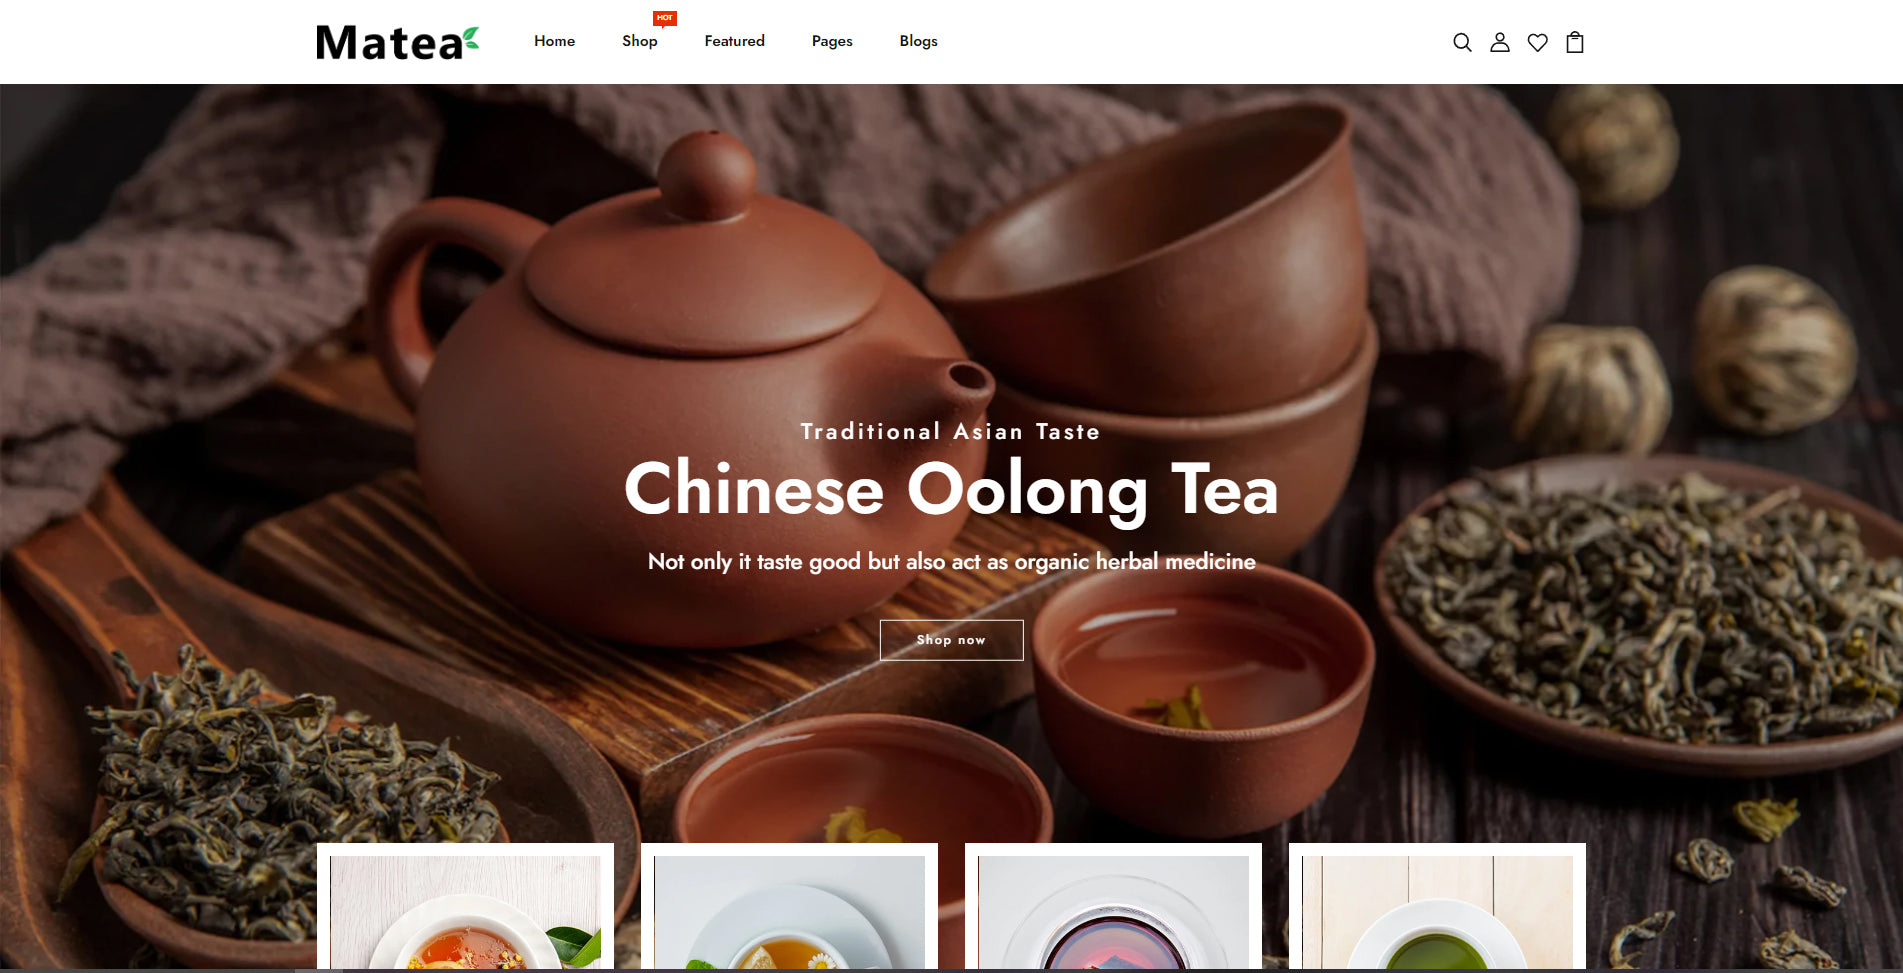 Matea
Home
Shop
HOT
Featured
Pages
Blogs
Traditional Asian Taste
Chinese Oolong Tea
Not only it taste good but also act as organic herbal medicine
Shop now